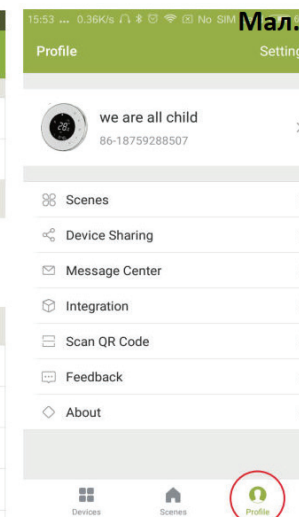 15:53 ... 0.36K/s No SIM Мал.
Profile Setting
28
we are all child
86-18759288507
Scenes
Device Sharing
Message Center
Integration
Scan QR Code
Feedback
About
Devices Scenes Profile